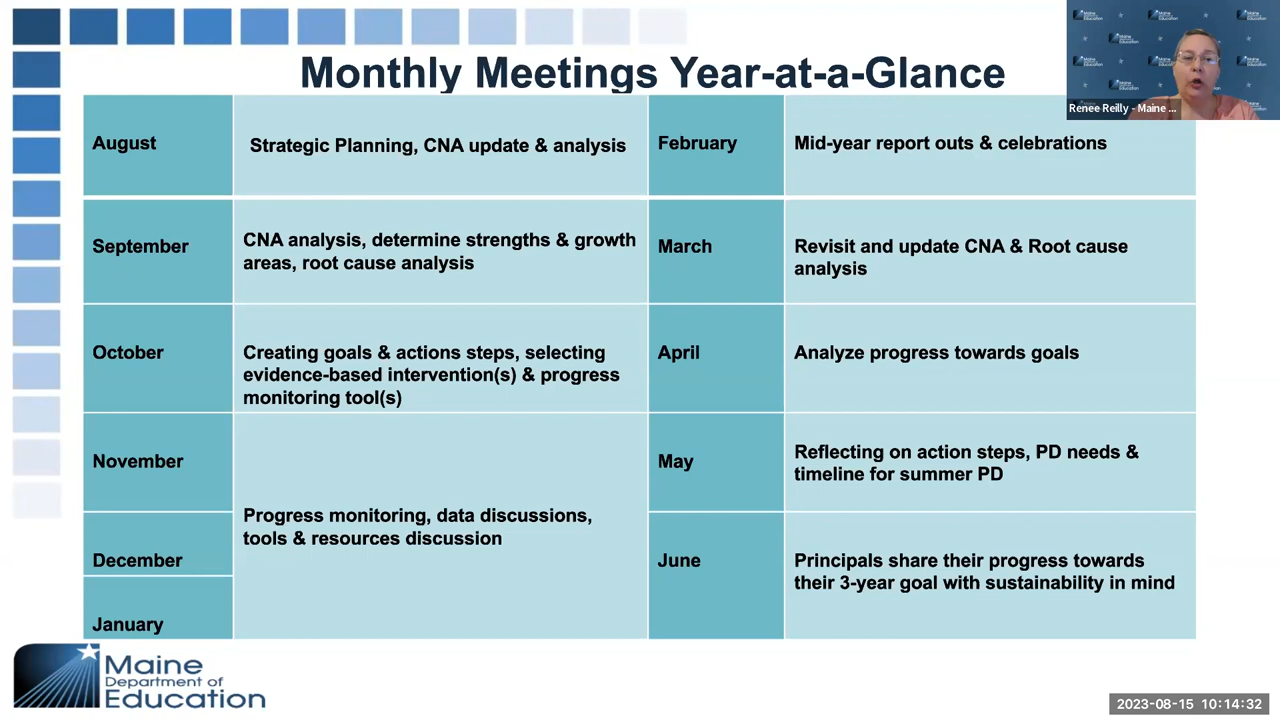 Monthly Meetings Year-at-a-Glance
August
Strategic Planning, CNA update & analysis
September
CNA analysis, determine strengths & growth
areas, root cause analysis
October
Creating goals & actions steps, selecting
evidence-based intervention(s) & progress
monitoring tool(s)
November
December
January
Progress monitoring, data discussions,
tools & resources discussion
February
Mid-year report outs & celebrations
March
Revisit and update CNA & Root cause
analysis
April
Analyze progress towards goals
May
Reflecting on action steps, PD needs &
timeline for summer PD
June
Principals share their progress towards
their 3-year goal with sustainability in mind
Maine
Department of
Education
Renee Reilly - Maine ...
2023-08-15 10:14:32